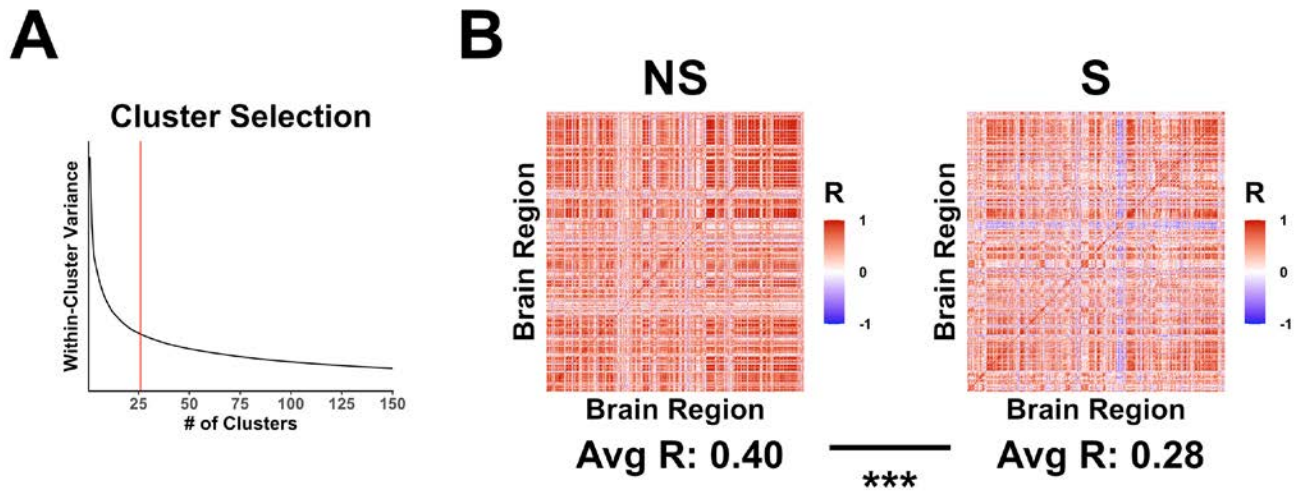 A
Cluster Selection
Within-Cluster Variance
25 50 75 100 125 150
# of Clusters
B
NS
Brain Region
R
1
0
-1
Brain Region
Avg R: 0.40
***
S
Brain Region
R
1
0
-1
Brain Region
Avg R: 0.28